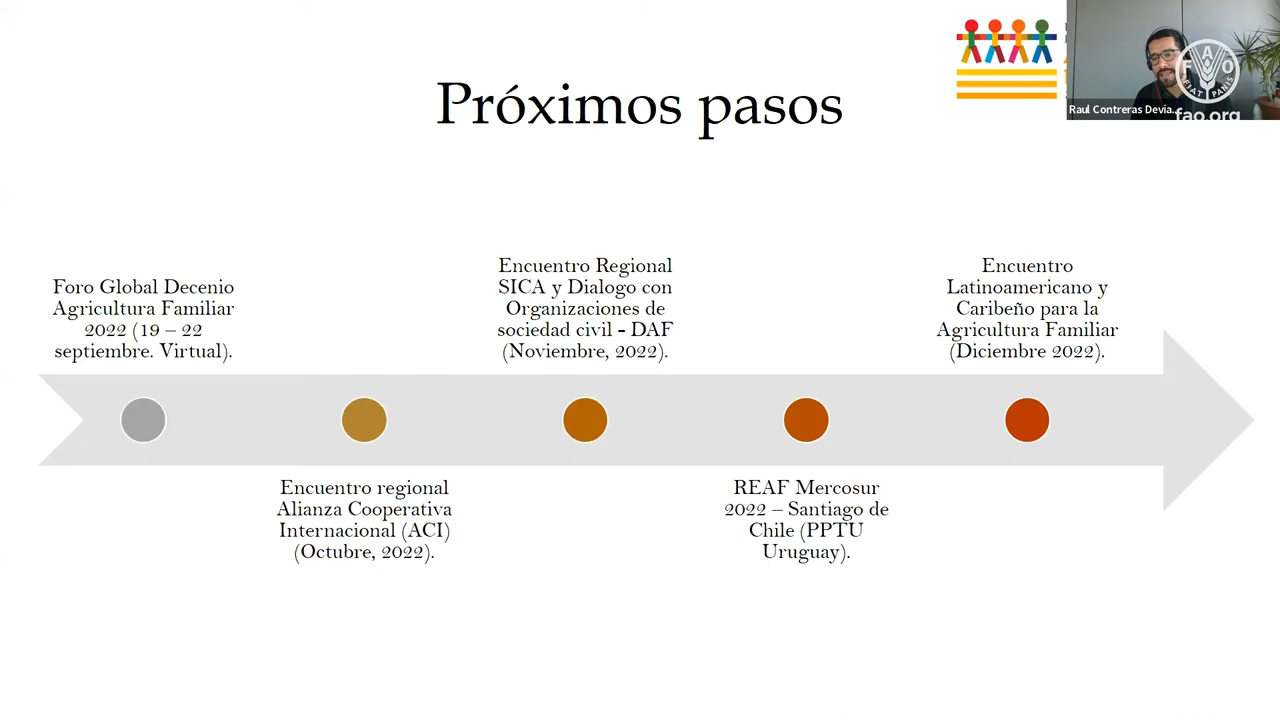 Próximos pasos
Raul Contreras Devia...
F A O
FIAT PANIS
fao.org
Foro Global Decenio
Agricultura Familiar
2022 (19 – 22
septiembre. Virtual).
Encuentro regional
Alianza Cooperativa
Internacional (ACI)
(Octubre, 2022).
Encuentro Regional
SICA y Dialogo con
Organizaciones de
sociedad civil - DAF
(Noviembre, 2022).
REAF Mercosur
2022 – Santiago de
Chile (PPTU
Uruguay).
Encuentro
Latinoamericano y
Caribeño para la
Agricultura Familiar
(Diciembre 2022).